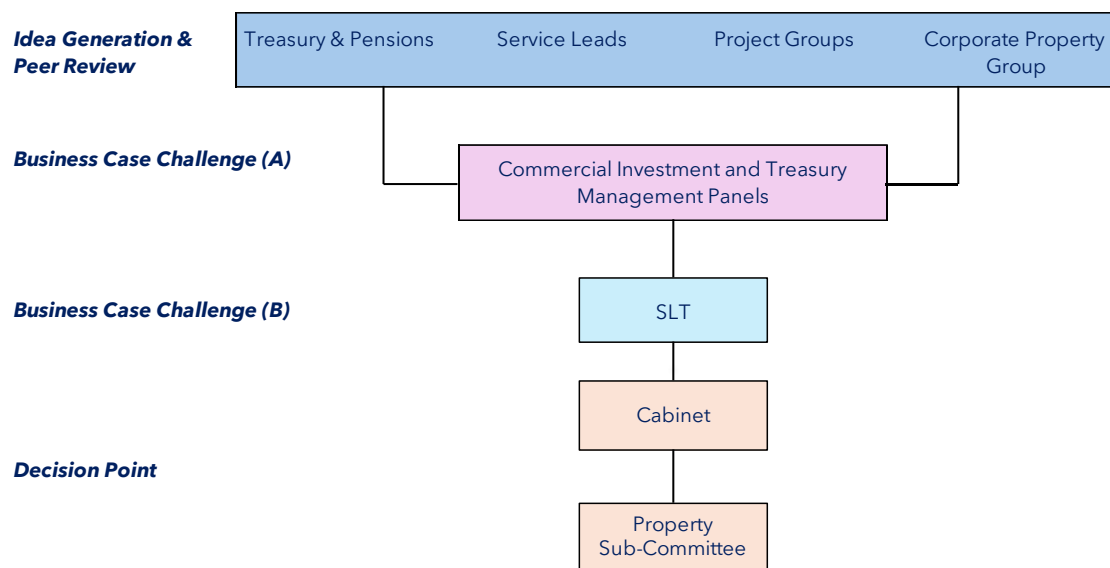 Idea Generation &
Peer Review
Treasury & Pensions
Service Leads
Project Groups
Corporate Property
Group
Business Case Challenge (A)
Commercial Investment and Treasury
Management Panels
Business Case Challenge (B)
SLT
Cabinet
Decision Point
Property
Sub-Committee